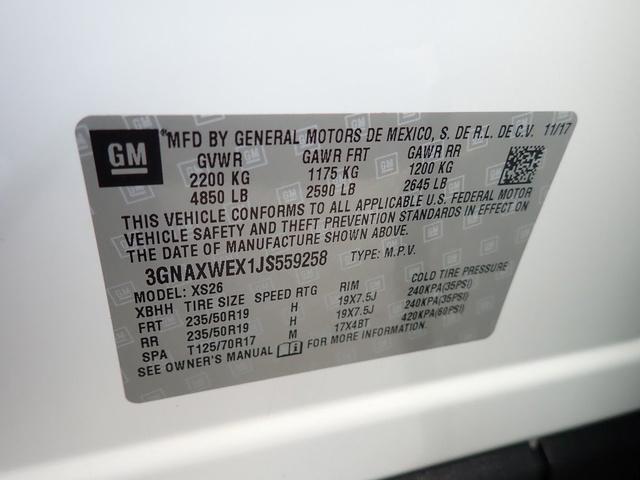 GM
MFD BY GENERAL MOTORS DE MEXICO, S. DE R.L. DE C.V. 11/17
GVWR GAWR FRT GAWR RR
2200 KG 1175 KG 1200 KG
4850 LB 2590 LB 2645 LB
THIS VEHICLE CONFORMS TO ALL APPLICABLE U.S. FEDERAL MOTOR
VEHICLE SAFETY AND THEFT PREVENTION STANDARDS IN EFFECT ON
THE DATE OF MANUFACTURE SHOWN ABOVE.
3GNAXWEX1JS559258 TYPE: M.P.V.
MODEL: XS26
XBHH TIRE SIZE SPEED RTG RIM COLD TIRE PRESSURE
FRT 235/50R19 H 19X7.5J 240KPA(35PSI)
RR 235/50R19 H 19X7.5J 240KPA(35PSI)
SPA T125/70R17 M 17X4BT 420KPA(60PSI)
SEE OWNER'S MANUAL FOR MORE INFORMATION.